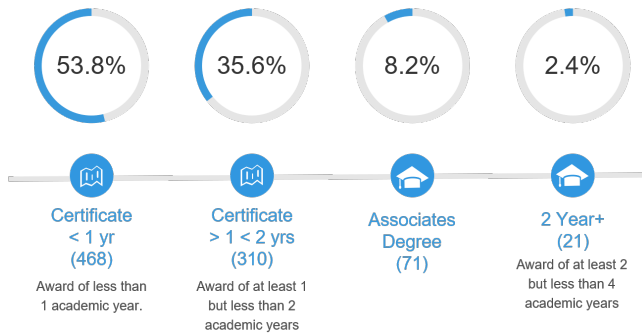 53.8%
35.6%
8.2%
2.4%
Certificate
< 1 yr
(468)
Award of less than
1 academic year.
Certificate
> 1 < 2 yrs
(310)
Award of at least 1
but less than 2
academic years
Associates
Degree
(71)
2 Year+
(21)
Award of at least 2
but less than 4
academic years